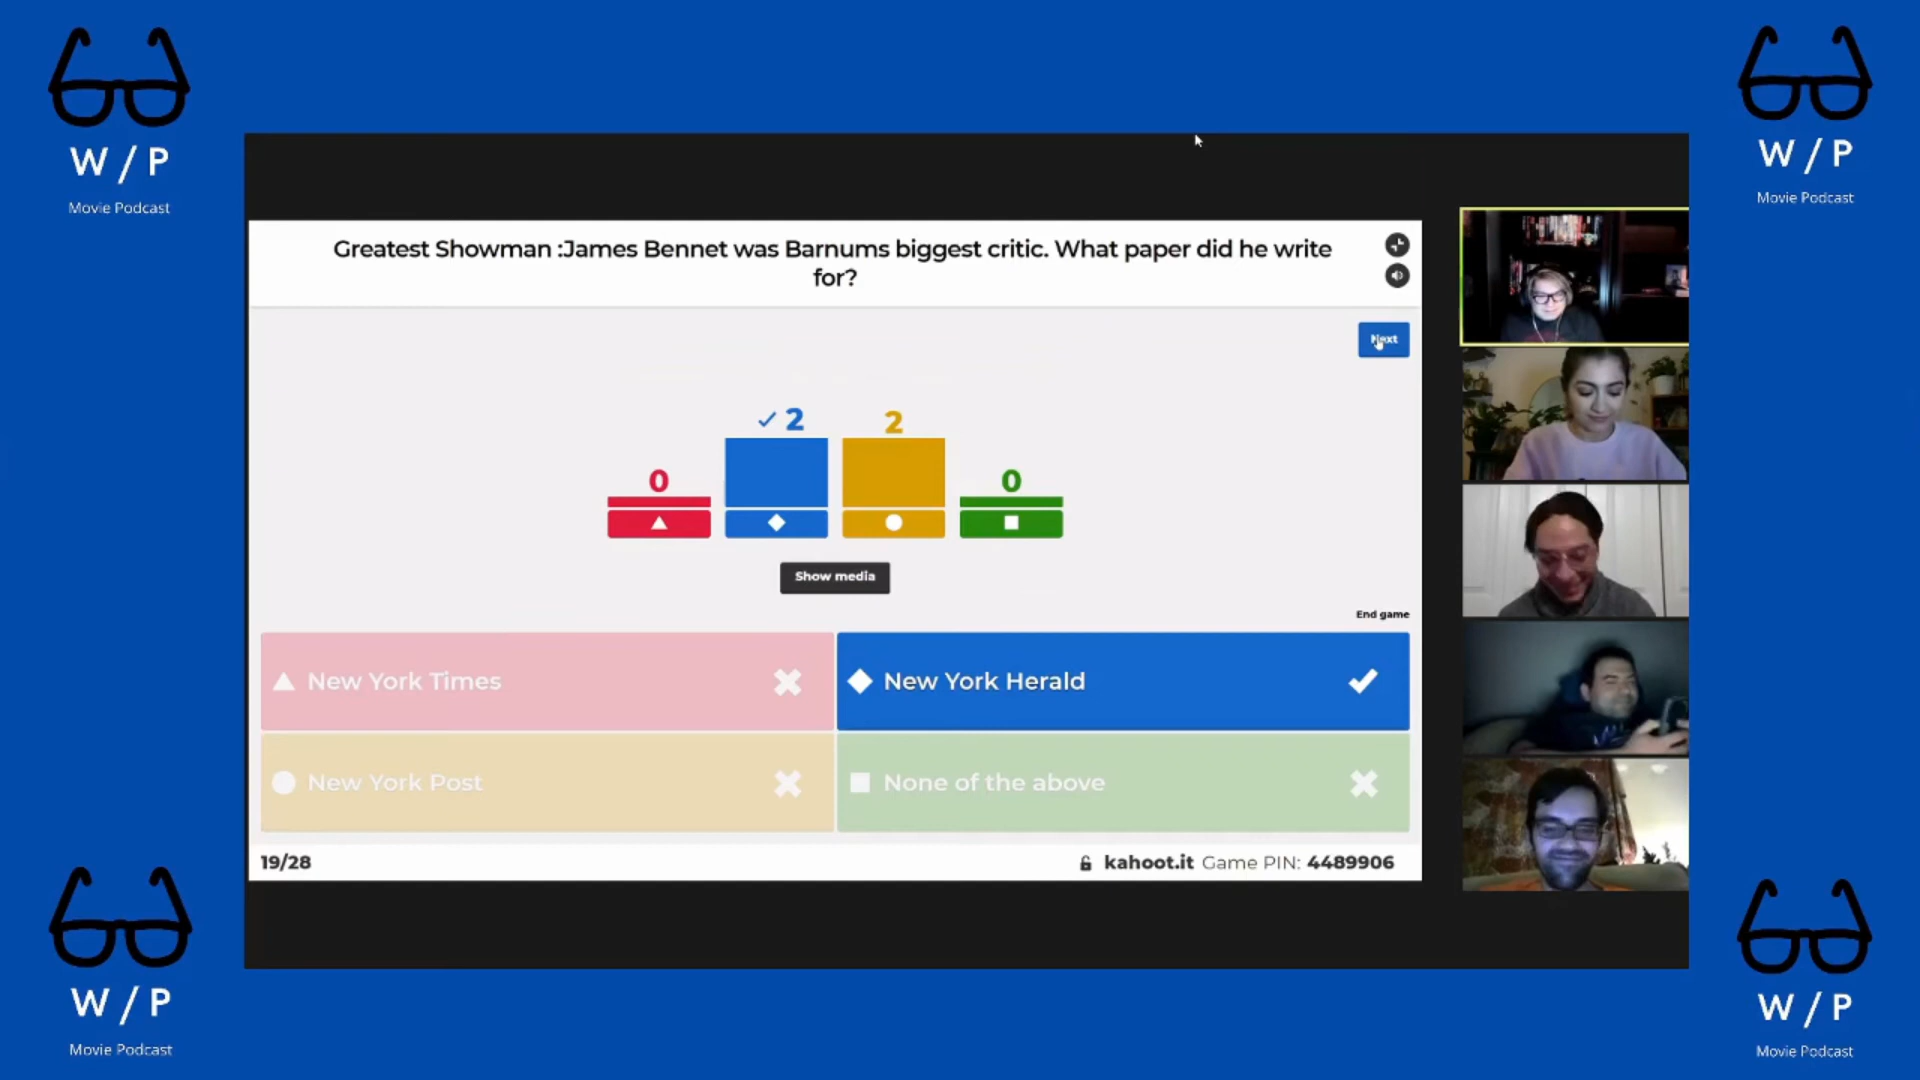 W / P
Movie Podcast
W / P
Movie Podcast
Greatest Showman :James Bennet was Barnums biggest critic. What paper did he write
for?
Next
0
2
2
0
Show media
End game
New York Times
New York Herald
New York Post
None of the above
19/28
kahoot.it Game PIN: 4489906
W / P
Movie Podcast
W / P
Movie Podcast